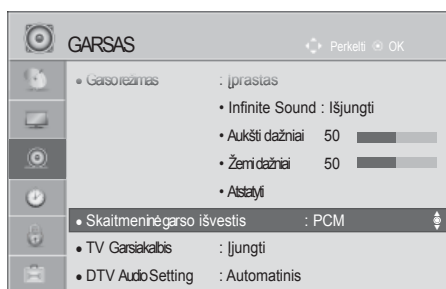 GARSAS Perkelti OK
• Garso režimas : Įprastas
• Infinite Sound : Išjungti
• Aukšti dažniai 50
• Žemi dažniai 50
• Atstatyti
• Skaitmeninė garso išvestis : PCM
• TV Garsiakalbis : Įjungti
• DTV Audio Setting : Automatinis